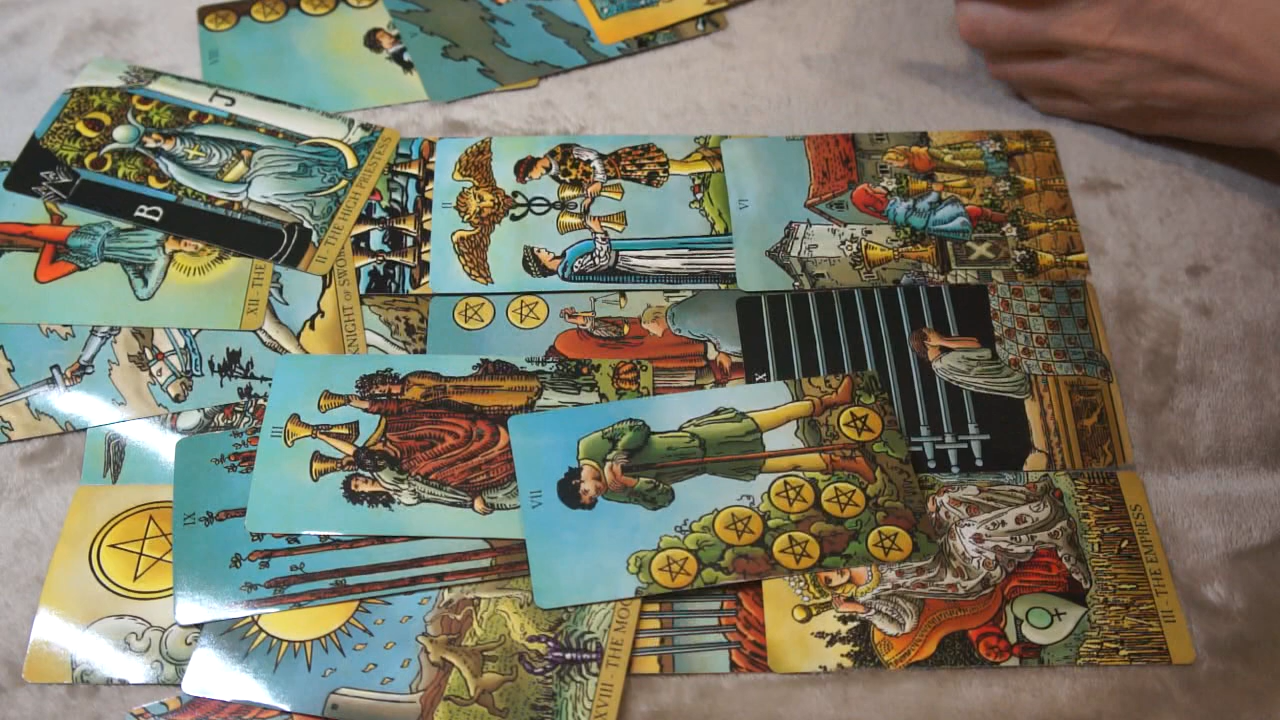 VIII
J
B
II - THE HIGH PRIESTESS
XII - THE
KNIGHT OF SWO
II
VI
X
III
VII
IX
III - THE EMPRESS
XVIII - THE MOO